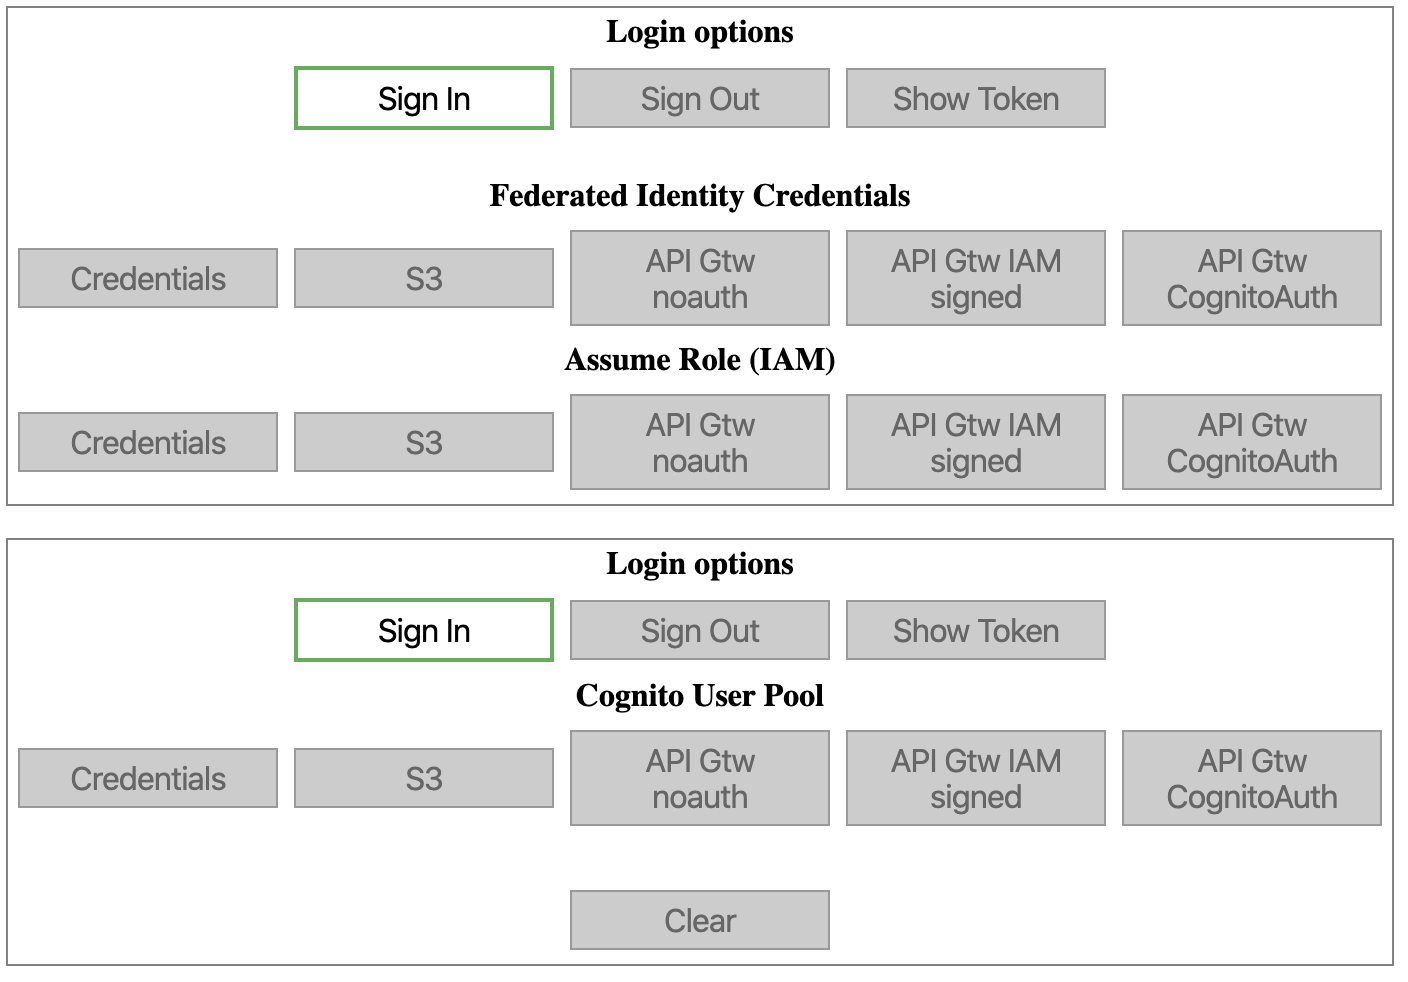 Login options
Sign In
Sign Out
Show Token
Federated Identity Credentials
Credentials
S3
API Gtw
noauth
API Gtw IAM
signed
API Gtw
CognitoAuth
Assume Role (IAM)
Credentials
S3
API Gtw
noauth
API Gtw IAM
signed
API Gtw
CognitoAuth
Login options
Sign In
Sign Out
Show Token
Cognito User Pool
Credentials
S3
API Gtw
noauth
API Gtw IAM
signed
API Gtw
CognitoAuth
Clear